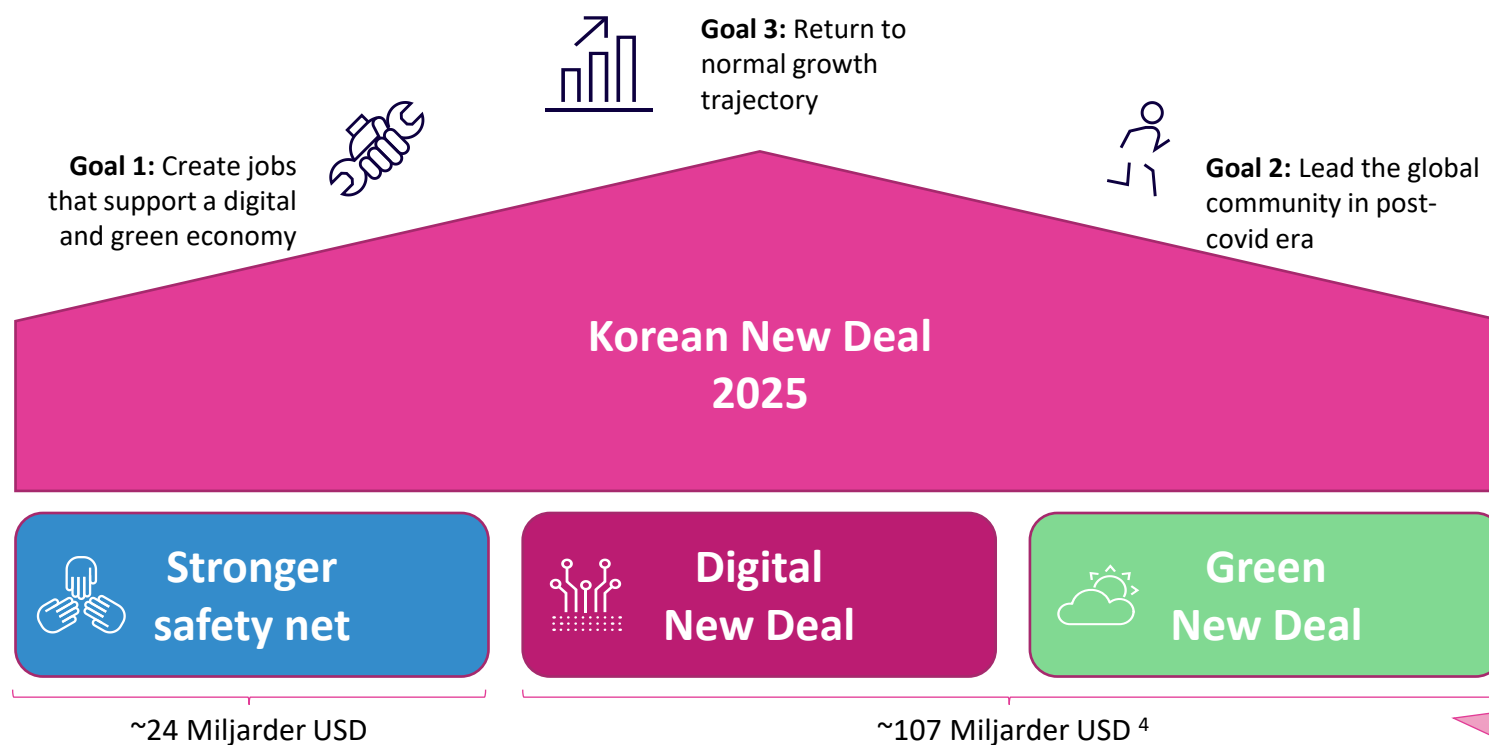 Goal 3: Return to
normal growth
trajectory
Goal 1: Create jobs
that support a digital
and green economy
Goal 2: Lead the global
community in post-
covid era
Korean New Deal
2025
Stronger
safety net
Digital
New Deal
Green
New Deal
~24 Miljarder USD
~107 Miljarder USD 4